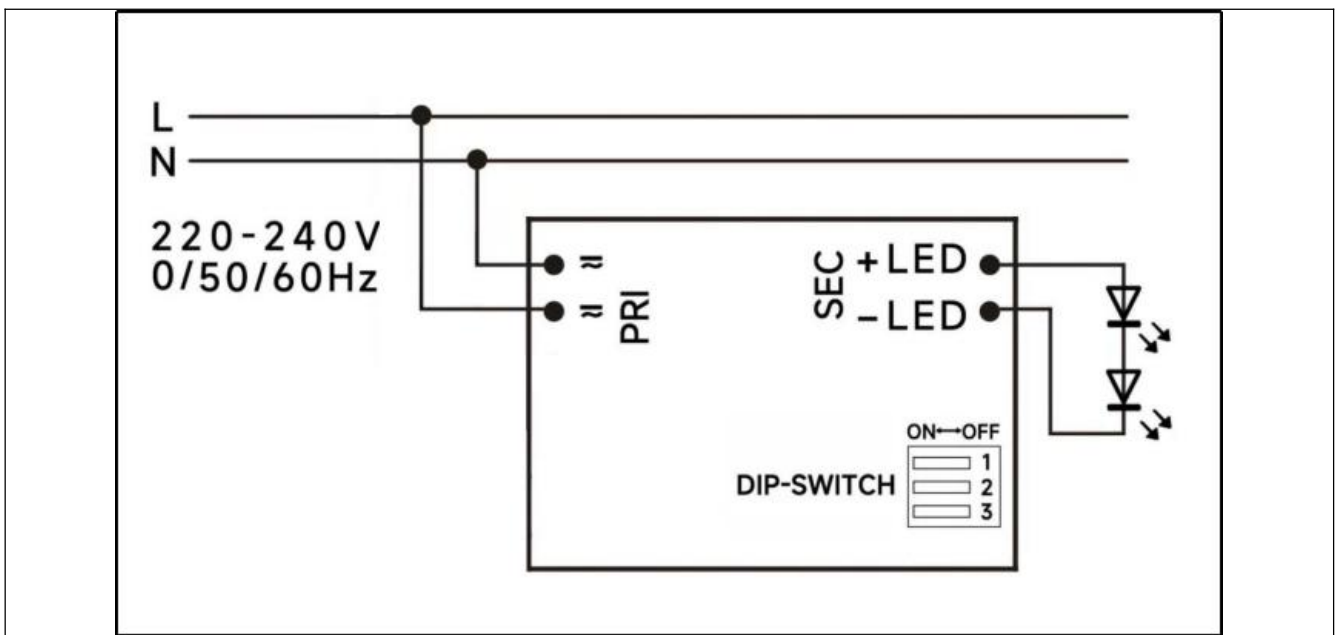 L
N
220-240V
0/50/60Hz
PRI
SEC
+LED
-LED
ON↔OFF
DIP-SWITCH
1
2
3